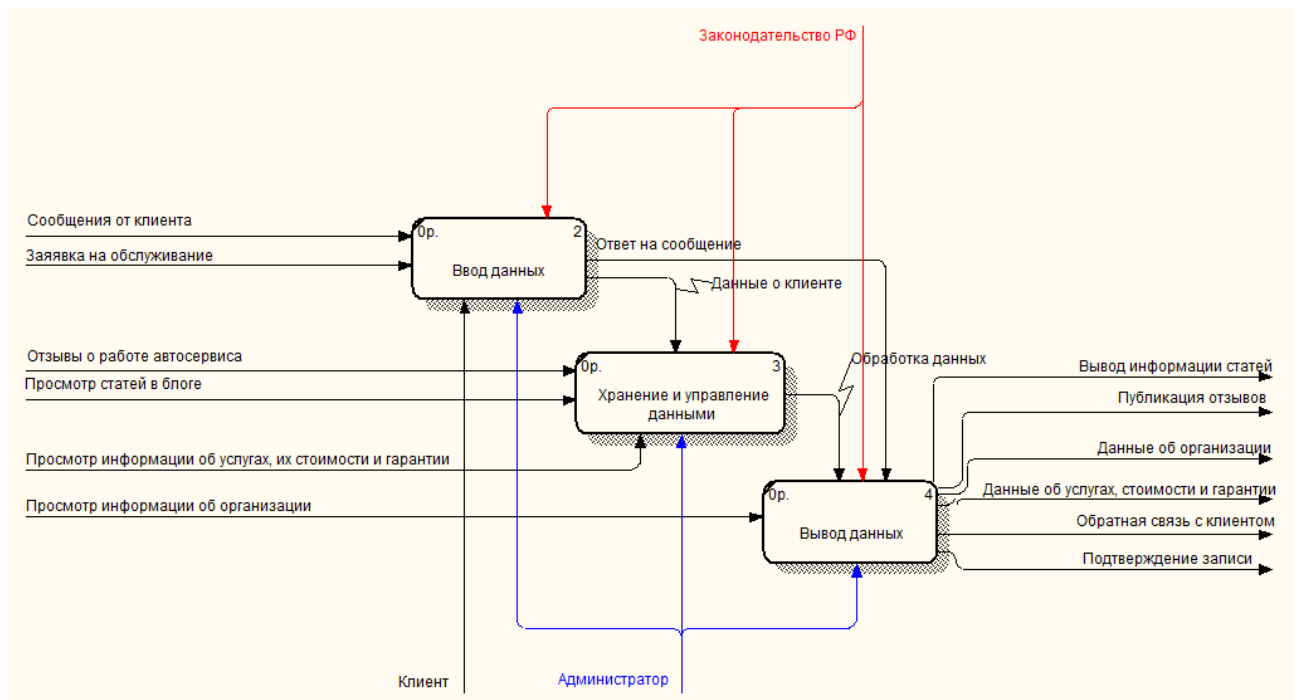 Законодательство РФ
Сообщения от клиента
0р.
2
Ответ на сообщение
Заяявка на обслуживание
Ввод данных
Данные о клиенте
Отзывы о работе автосервиса
0р.
3
Обработка данных
Вывод информации статей
Просмотр статей в блоге
Хранение и управление
данными
Публикация отзывов
Просмотр информации об услугах, их стоимости и гарантии
Данные об организации
0р.
4
Данные об услугах, стоимости и гарантии
Просмотр информации об организации
Вывод данных
Обратная связь с клиентом
Подтверждение записи
Клиент
Администратор